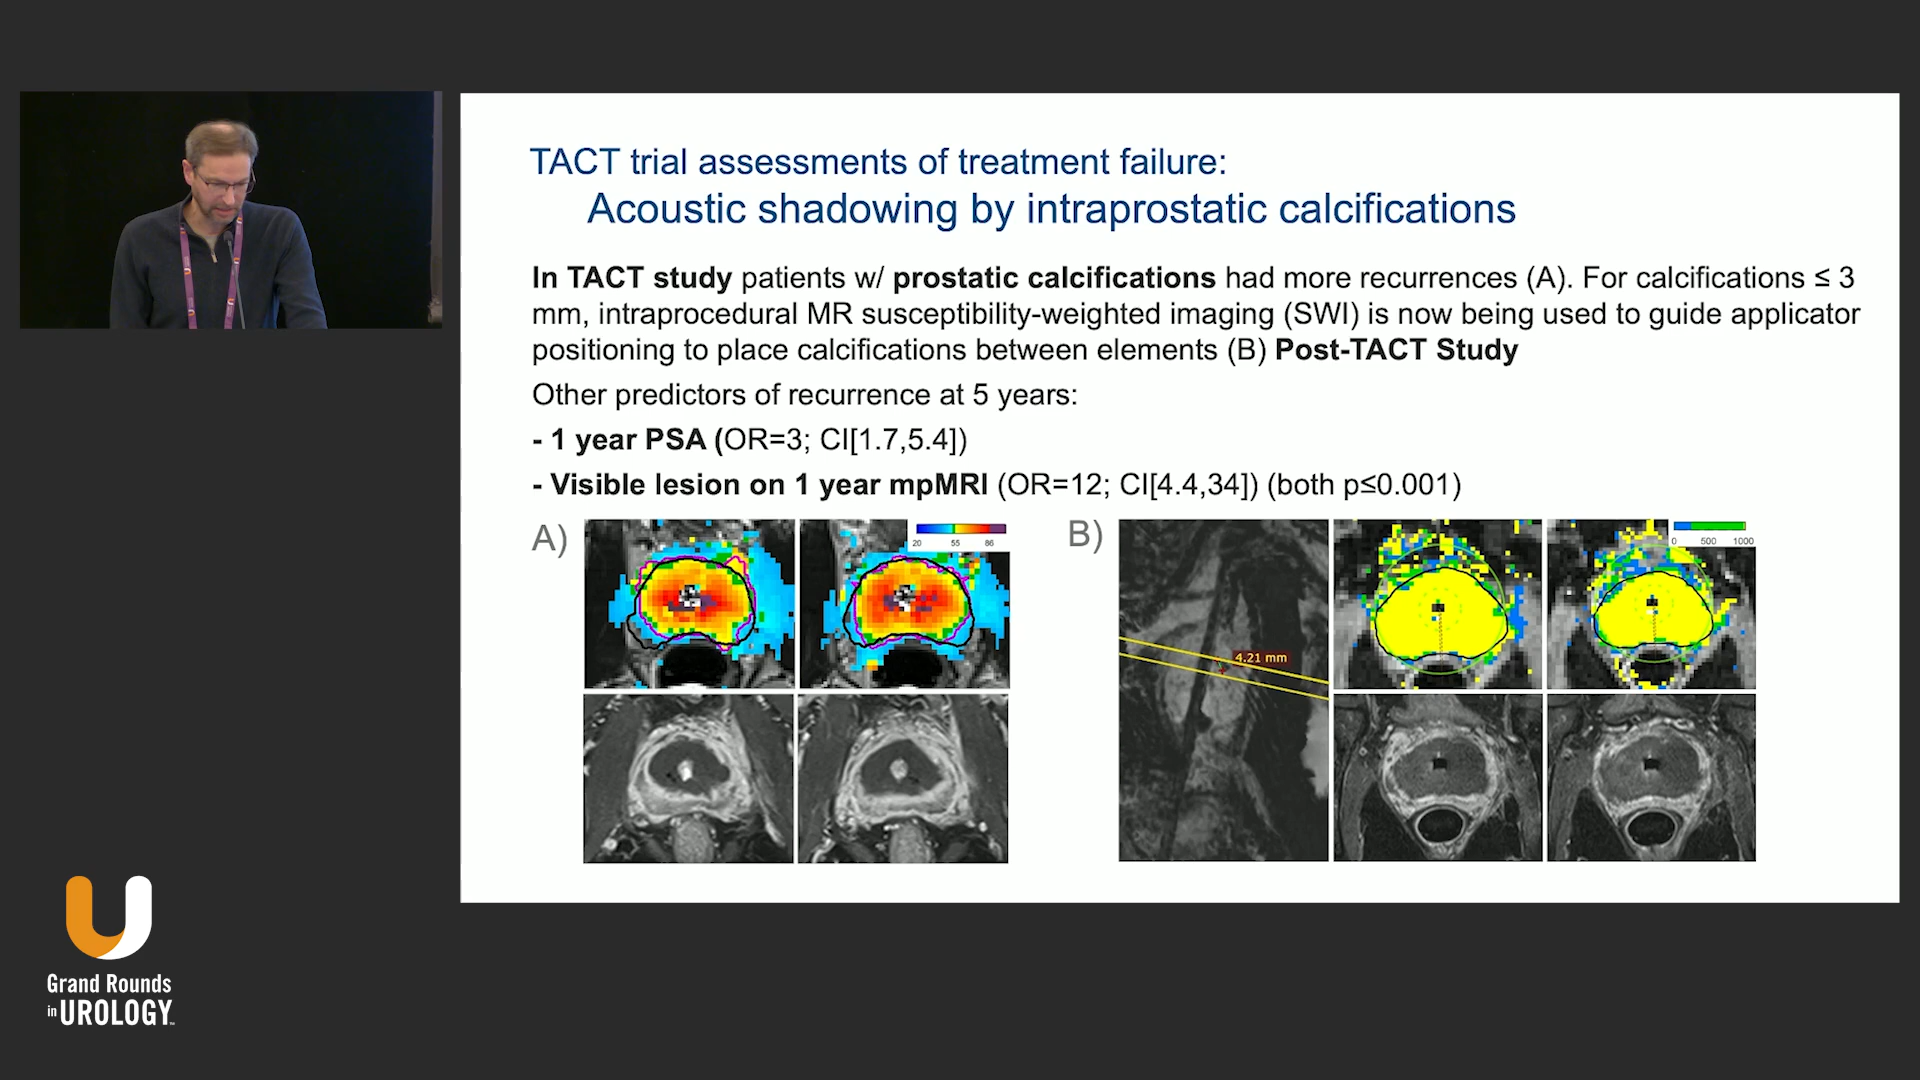 TACT trial assessments of treatment failure:
Acoustic shadowing by intraprostatic calcifications
In TACT study patients w/ prostatic calcifications had more recurrences (A). For calcifications ≤ 3
mm, intraprocedural MR susceptibility-weighted imaging (SWI) is now being used to guide applicator
positioning to place calcifications between elements (B) Post-TACT Study
Other predictors of recurrence at 5 years:
- 1 year PSA (OR=3; CI[1.7,5.4])
- Visible lesion on 1 year mpMRI (OR=12; CI[4.4,34]) (both p≤0.001)
A)
20 55 86
B)
4.21 mm
0 500 1000
Grand Rounds
in UROLOGY